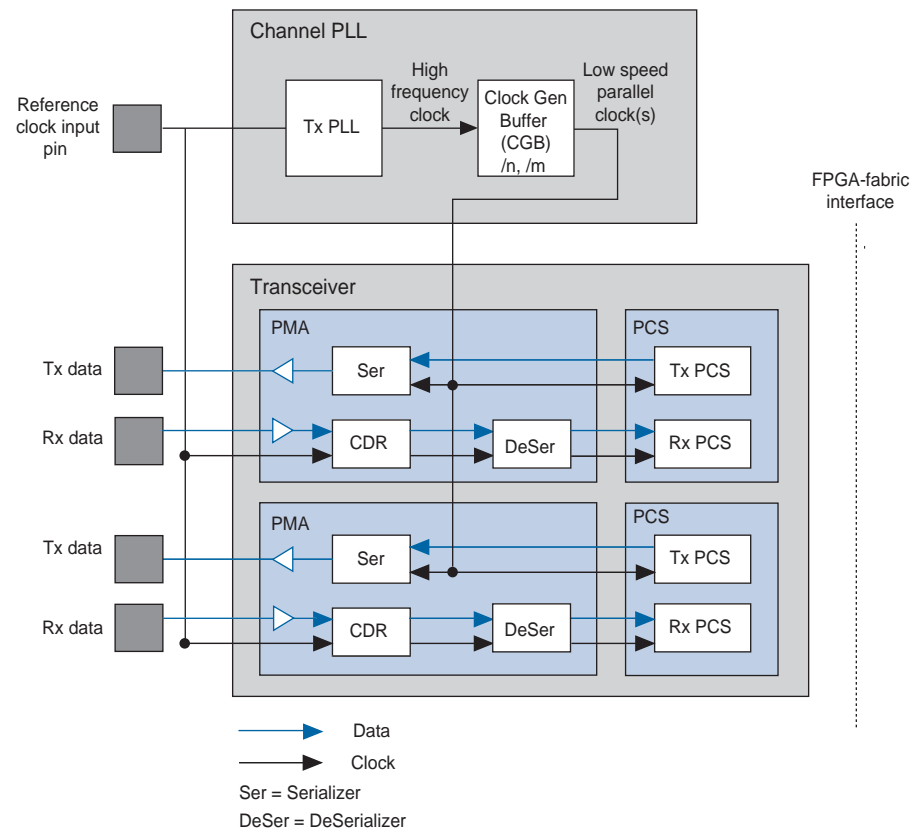 Channel PLL
Reference
clock input
pin
Tx PLL
High
frequency
clock
Clock Gen
Buffer
(CGB)
/n, /m
Low speed
parallel
clock(s)
FPGA-fabric
interface
Transceiver
PMA
PCS
Tx data
Ser
Tx PCS
Rx data
CDR
DeSer
Rx PCS
PMA
PCS
Tx data
Ser
Tx PCS
Rx data
CDR
DeSer
Rx PCS
Data
Clock
Ser = Serializer
DeSer = DeSerializer